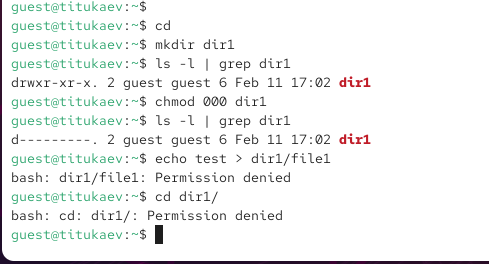 guest@titukaev:~$
guest@titukaev:~$ cd
guest@titukaev:~$ mkdir dir1
guest@titukaev:~$ ls -l | grep dir1
drwxr-xr-x. 2 guest guest 6 Feb 11 17:02 dir1
guest@titukaev:~$ chmod 000 dir1
guest@titukaev:~$ ls -l | grep dir1
d---------. 2 guest guest 6 Feb 11 17:02 dir1
guest@titukaev:~$ echo test > dir1/file1
bash: dir1/file1: Permission denied
guest@titukaev:~$ cd dir1/
bash: cd: dir1/: Permission denied
guest@titukaev:~$